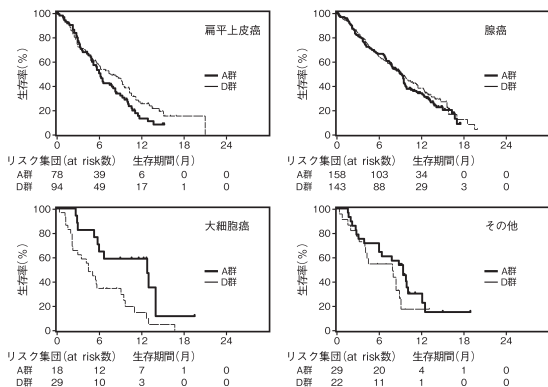 扁平上皮癌
生存率(%)
100
80
60
40
20
0
A群
D群
0 6 12 18 24
リスク集団(at risk数) 生存期間(月)
A群 78 39 6 0 0
D群 94 49 17 1 0
腺癌
生存率(%)
100
80
60
40
20
0
A群
D群
0 6 12 18 24
リスク集団(at risk数) 生存期間(月)
A群 158 103 34 0 0
D群 143 88 29 3 0
大細胞癌
生存率(%)
100
80
60
40
20
0
A群
D群
0 6 12 18 24
リスク集団(at risk数) 生存期間(月)
A群 18 12 7 1 0
D群 29 10 3 0 0
その他
生存率(%)
100
80
60
40
20
0
A群
D群
0 6 12 18 24
リスク集団(at risk数) 生存期間(月)
A群 29 20 4 1 0
D群 22 11 1 0 0